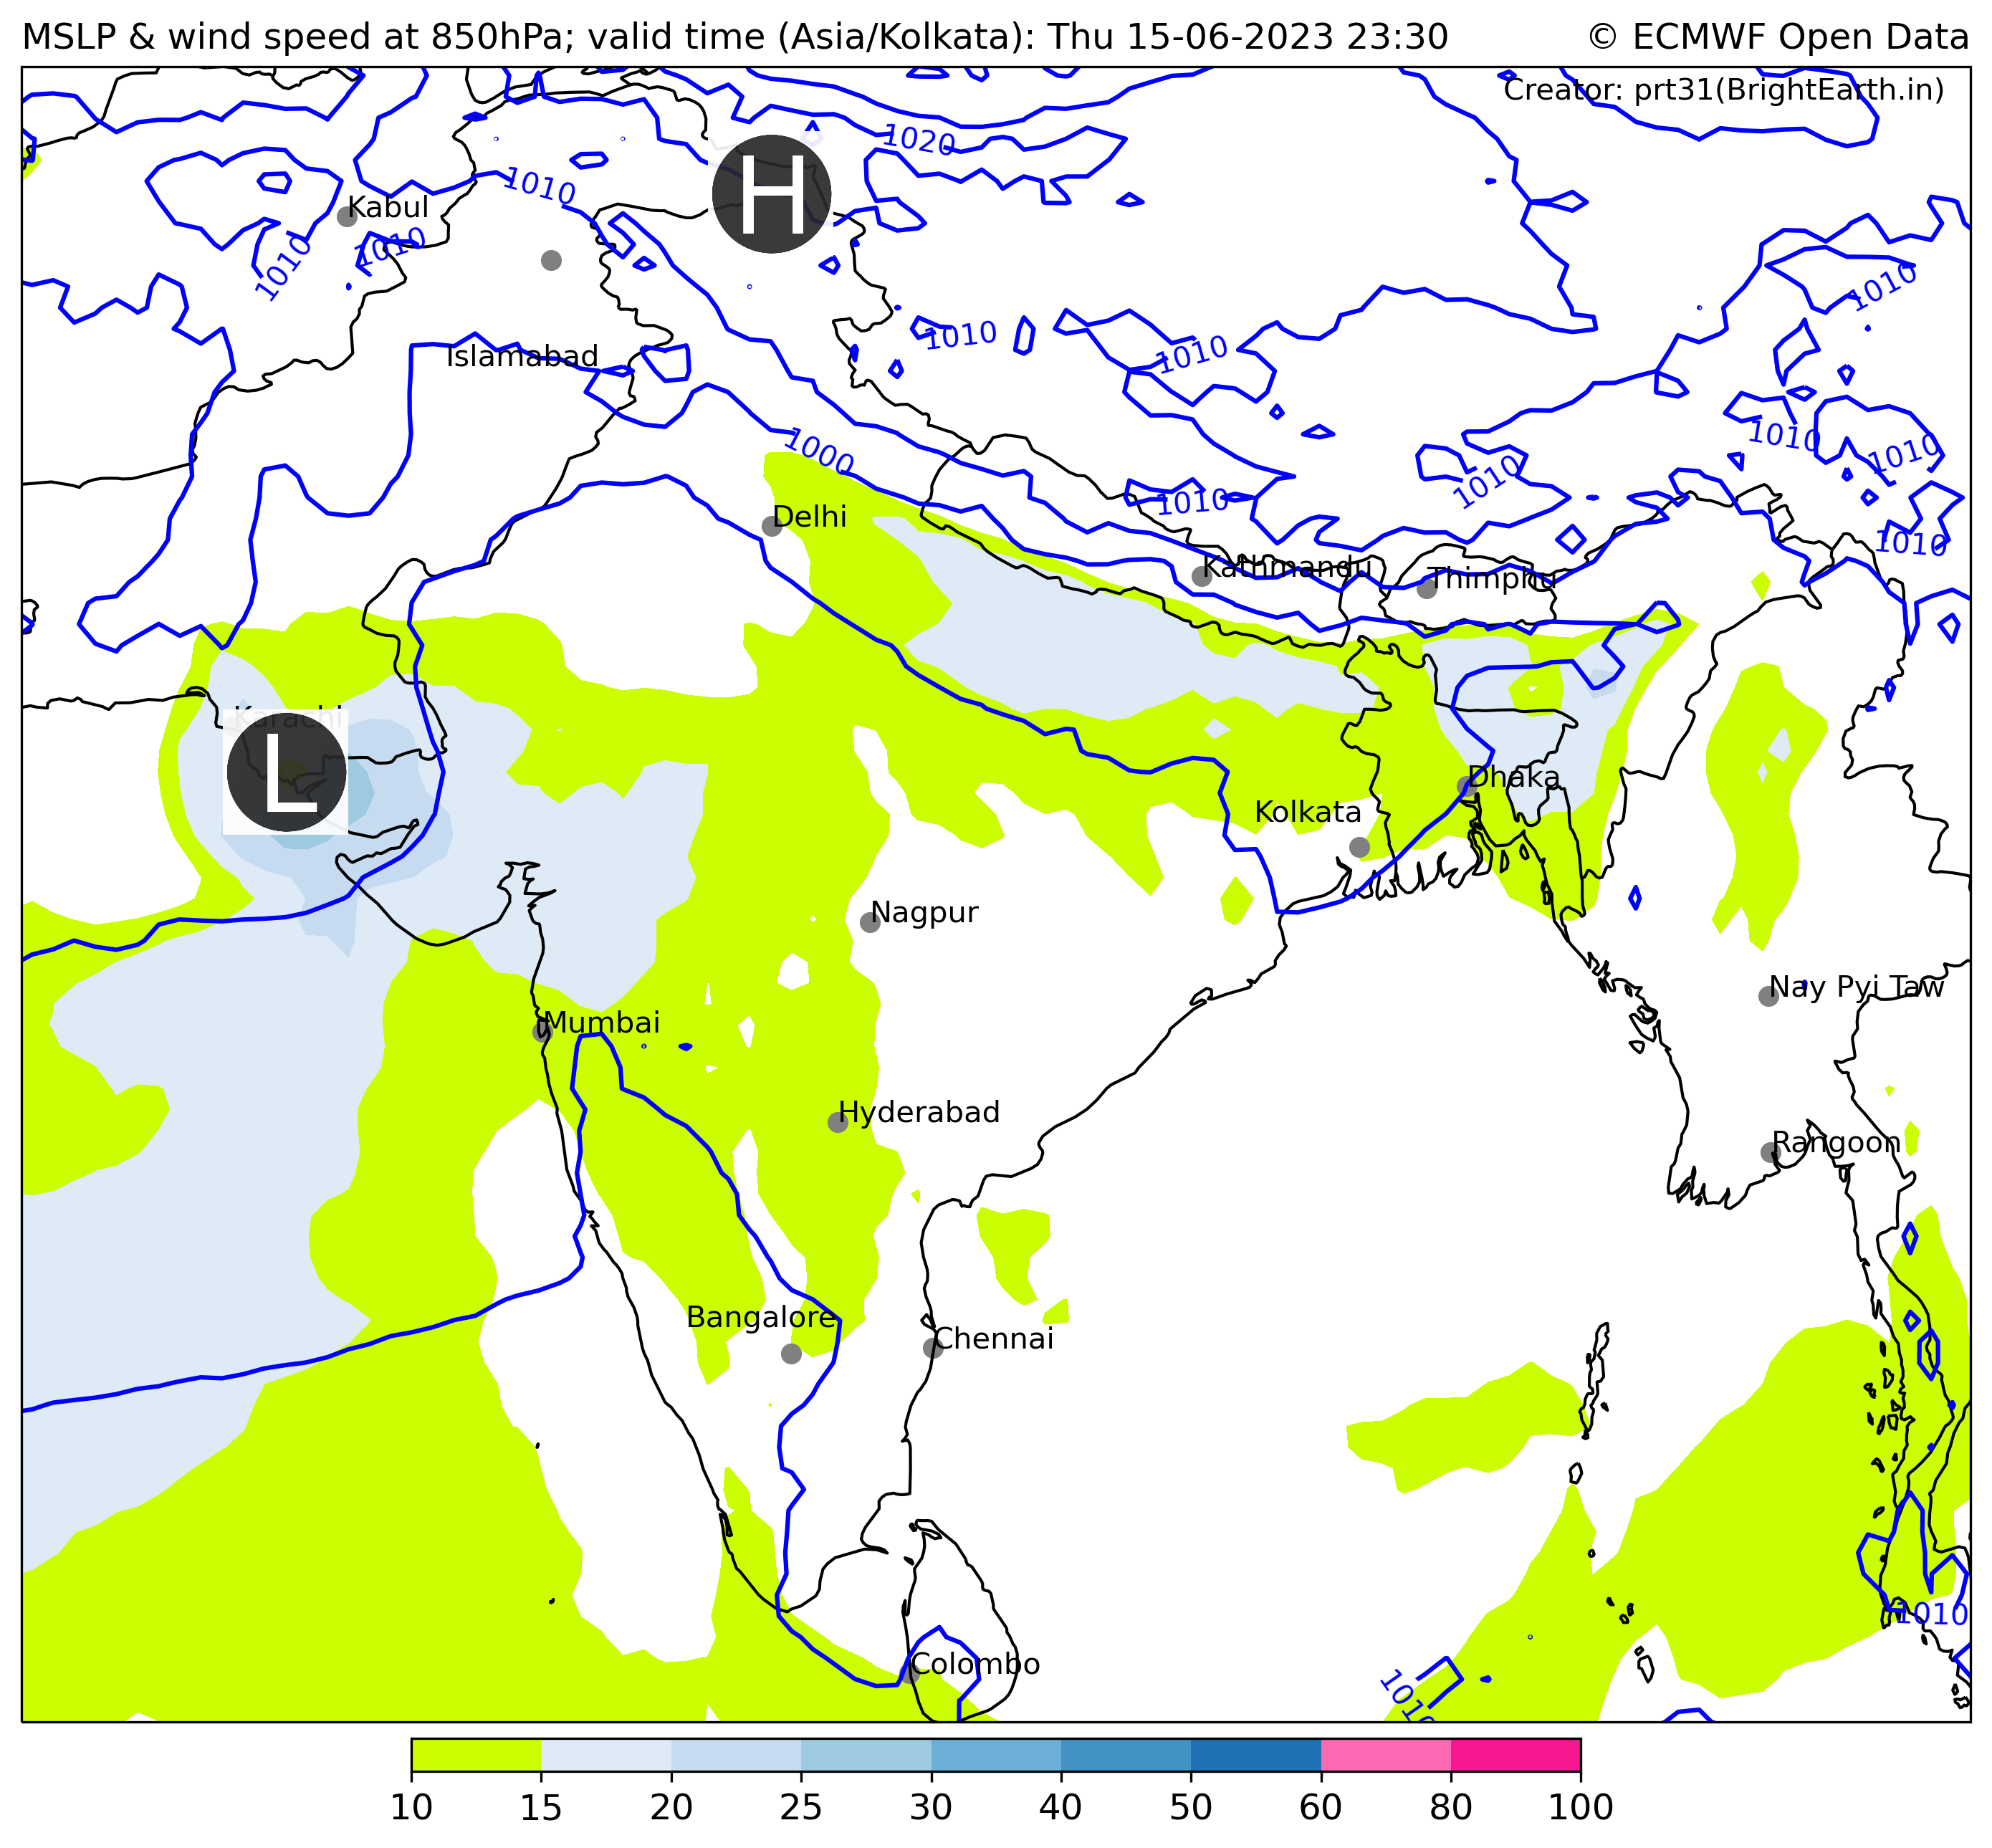 MSLP & wind speed at 850hPa; valid time (Asia/Kolkata): Thu 15-06-2023 23:30
© ECMWF Open Data
Creator: prt31(BrightEarth.in)
1020
H
1010
Kabul
1010
1010
1010
1010
1010
Islamabad
1010
1000
1010
1010
1010
1010
Delhi
1010
Kathmandu
Thimphu
Karachi
L
Dhaka
Kolkata
Nagpur
Nay Pyi Taw
Mumbai
Hyderabad
Rangoon
Bangalore
Chennai
1010
Colombo
1010
10 15 20 25 30 40 50 60 80 100